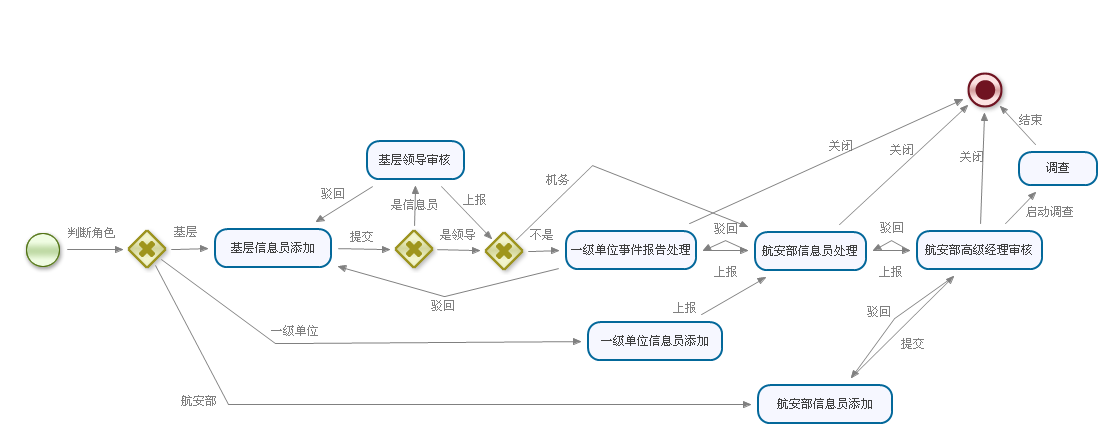 结束
关闭
关闭
关闭
调查
基层领导审核
机务
驳回
上报
是信息员
启动调查
判断角色
基层
提交
是领导
不是
驳回
驳回
基层信息员添加
一级单位事件报告处理
航安部信息员处理
航安部高级经理审核
上报
上报
驳回
上报
驳回
一级单位
一级单位信息员添加
提交
航安部
航安部信息员添加